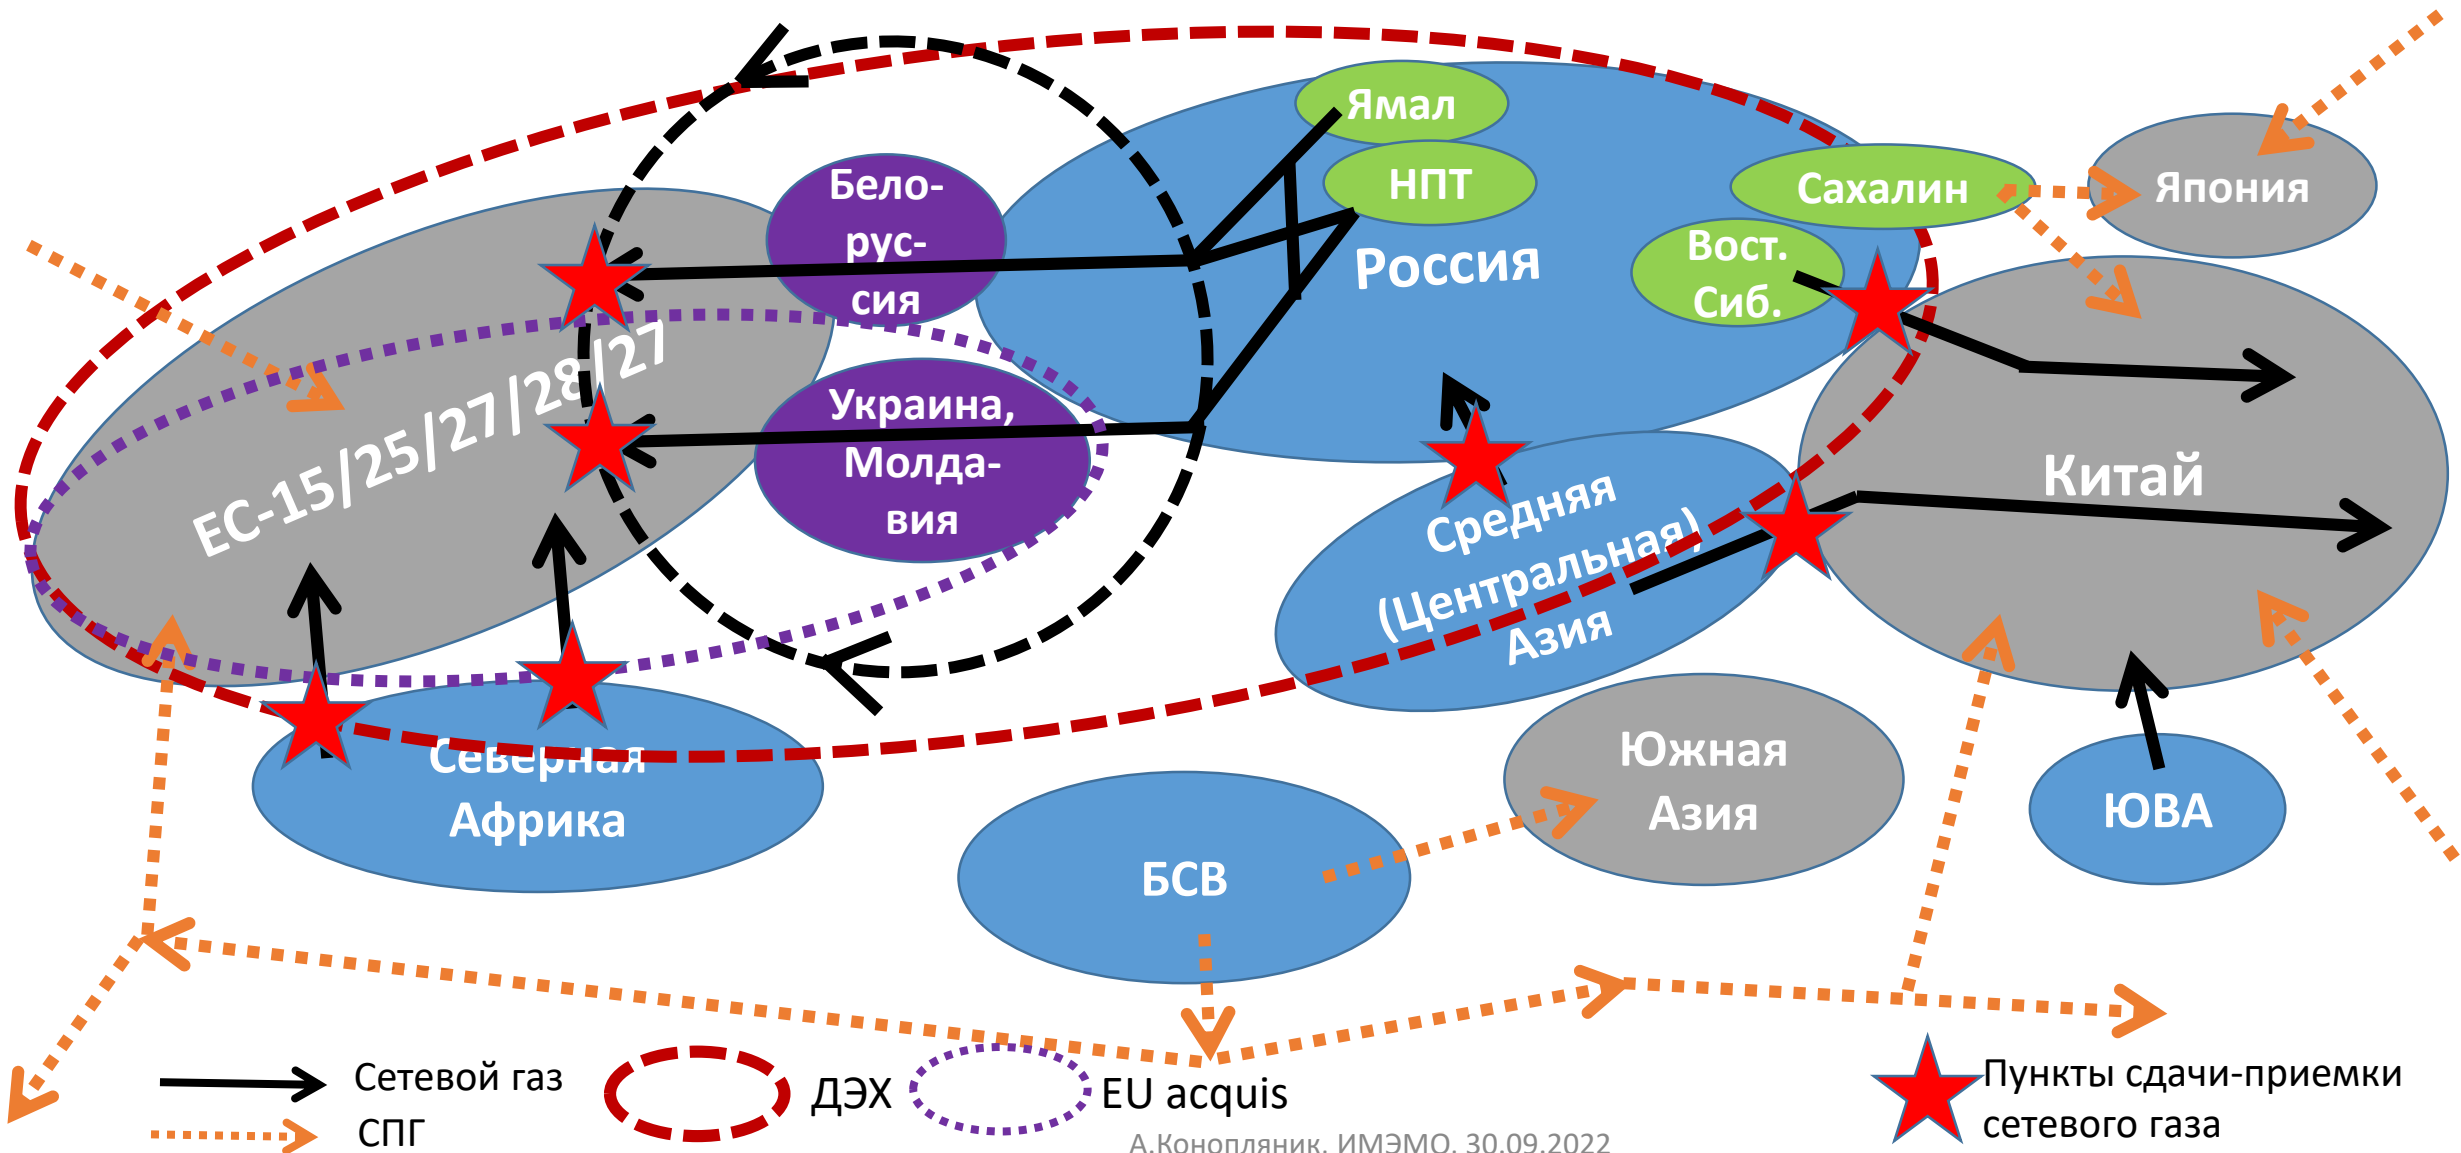 Ямал
НПТ
Сахалин
Япония
Бело-
рус-
сия
Россия
Вост.
Сиб.
ЕС-15/25/27/28/27
Украина,
Молда-
вия
Китай
Средняя
(Центральная)
Азия
Северная
Африка
БСВ
Южная
Азия
ЮВА
Сетевой газ
СПГ
ДЭХ
EU acquis
Пункты сдачи-приемки
сетевого газа
А.Конопляник, ИМЭМО, 30.09.2022